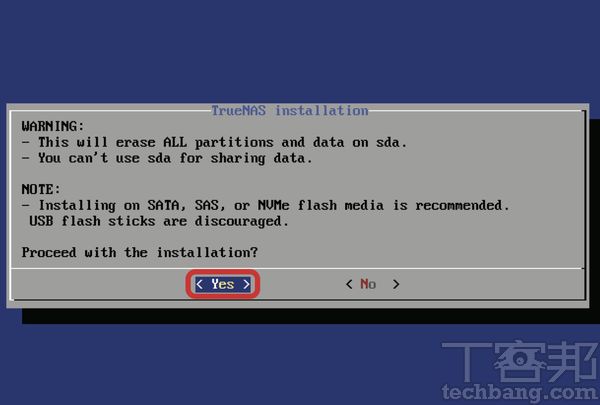 TrueNAS installation
WARNING:
- This will erase ALL partitions and data on sda.
- You can't use sda for sharing data.
NOTE:
- Installing on SATA, SAS, or NVMe flash media is recommended.
USB flash sticks are discouraged.
Proceed with the installation?
< Yes > < No >
T客邦
techbang.com